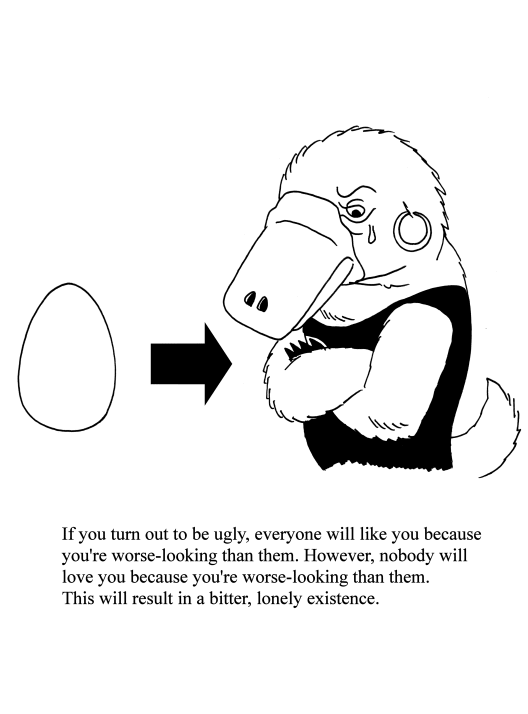 If you turn out to be ugly, everyone will like you because
you're worse-looking than them. However, nobody will
love you because you're worse-looking than them.
This will result in a bitter, lonely existence.